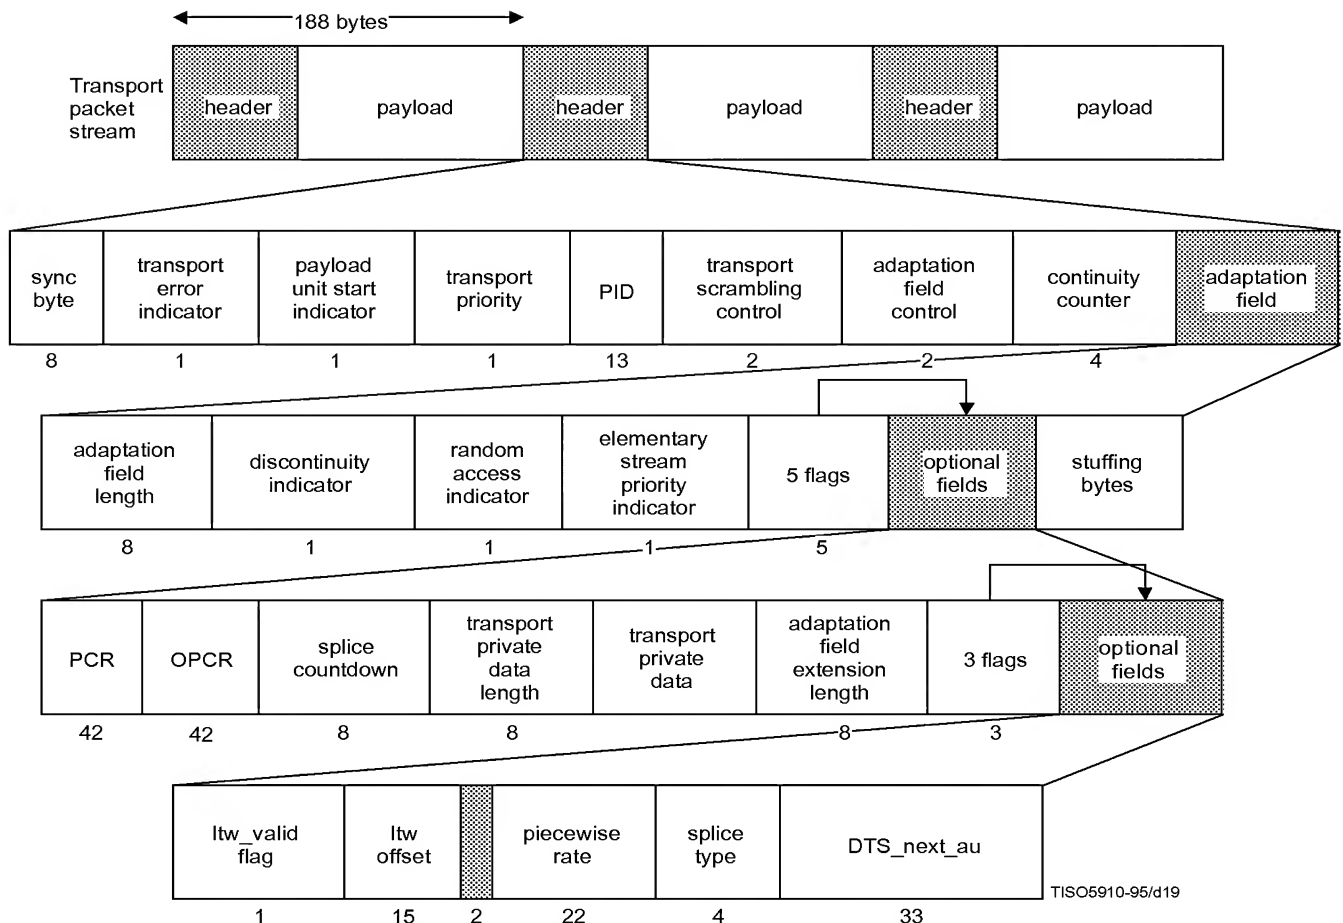 188 bytes
Transport
packet
stream
header
payload
header
payload
header
payload
sync
byte
transport
error
indicator
payload
unit start
indicator
transport
priority
PID
transport
scrambling
control
adaptation
field
control
continuity
counter
adaptation
field
8
1
1
1
13
2
2
4
adaptation
field
length
discontinuity
indicator
random
access
indicator
elementary
stream
priority
indicator
5 flags
optional
fields
stuffing
bytes
8
1
1
1
5
PCR
OPCR
splice
countdown
transport
private
data
length
transport
private
data
adaptation
field
extension
length
3 flags
optional
fields
42
42
8
8
8
3
ltw_valid
flag
ltw
offset
piecewise
rate
splice
type
DTS_next_au
TISO5910-95/d19
1
15
2
22
4
33